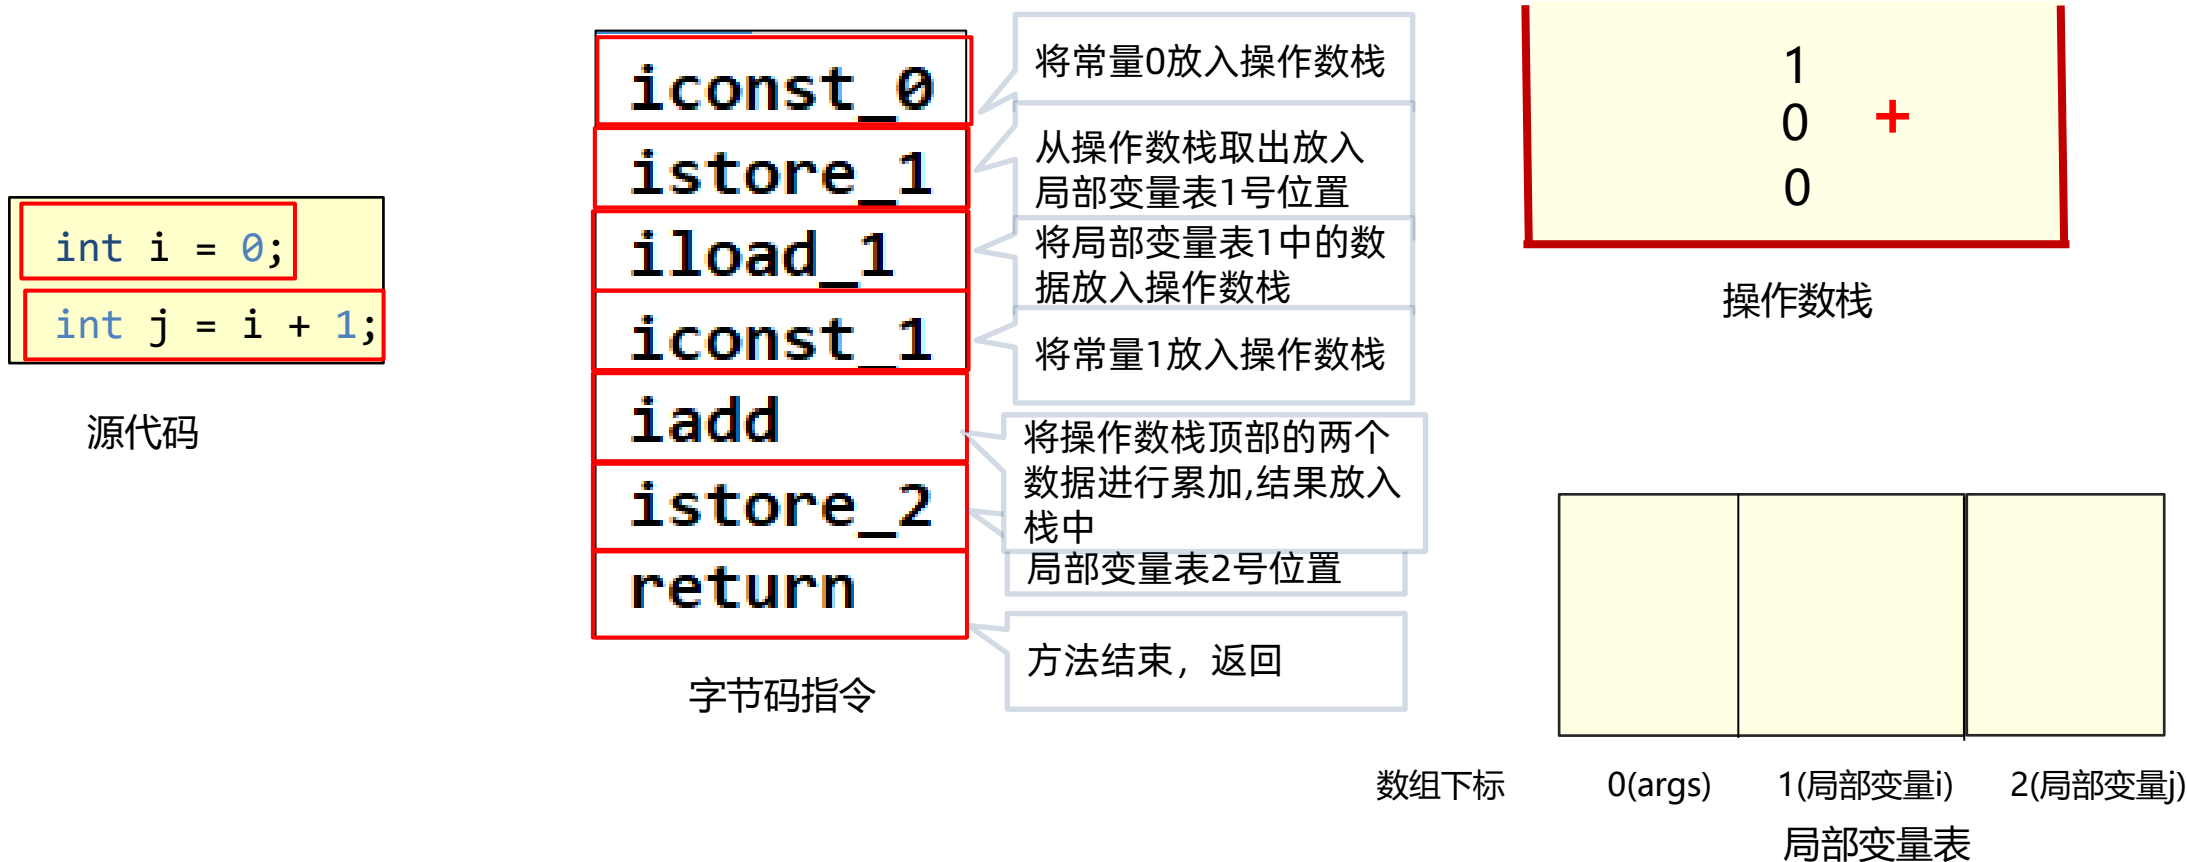 int i = 0;
int j = i + 1;
源代码
iconst_0
istore_1
iload_1
iconst_1
iadd
istore_2
return
字节码指令
将常量0放入操作数栈
从操作数栈取出放入
局部变量表1号位置
将局部变量表1中的数
据放入操作数栈
将常量1放入操作数栈
将操作数栈顶部的两个
数据进行累加,结果放入
栈中
局部变量表2号位置
方法结束，返回
1
0 +
0
操作数栈
数组下标 0(args) 1(局部变量i) 2(局部变量j)
局部变量表